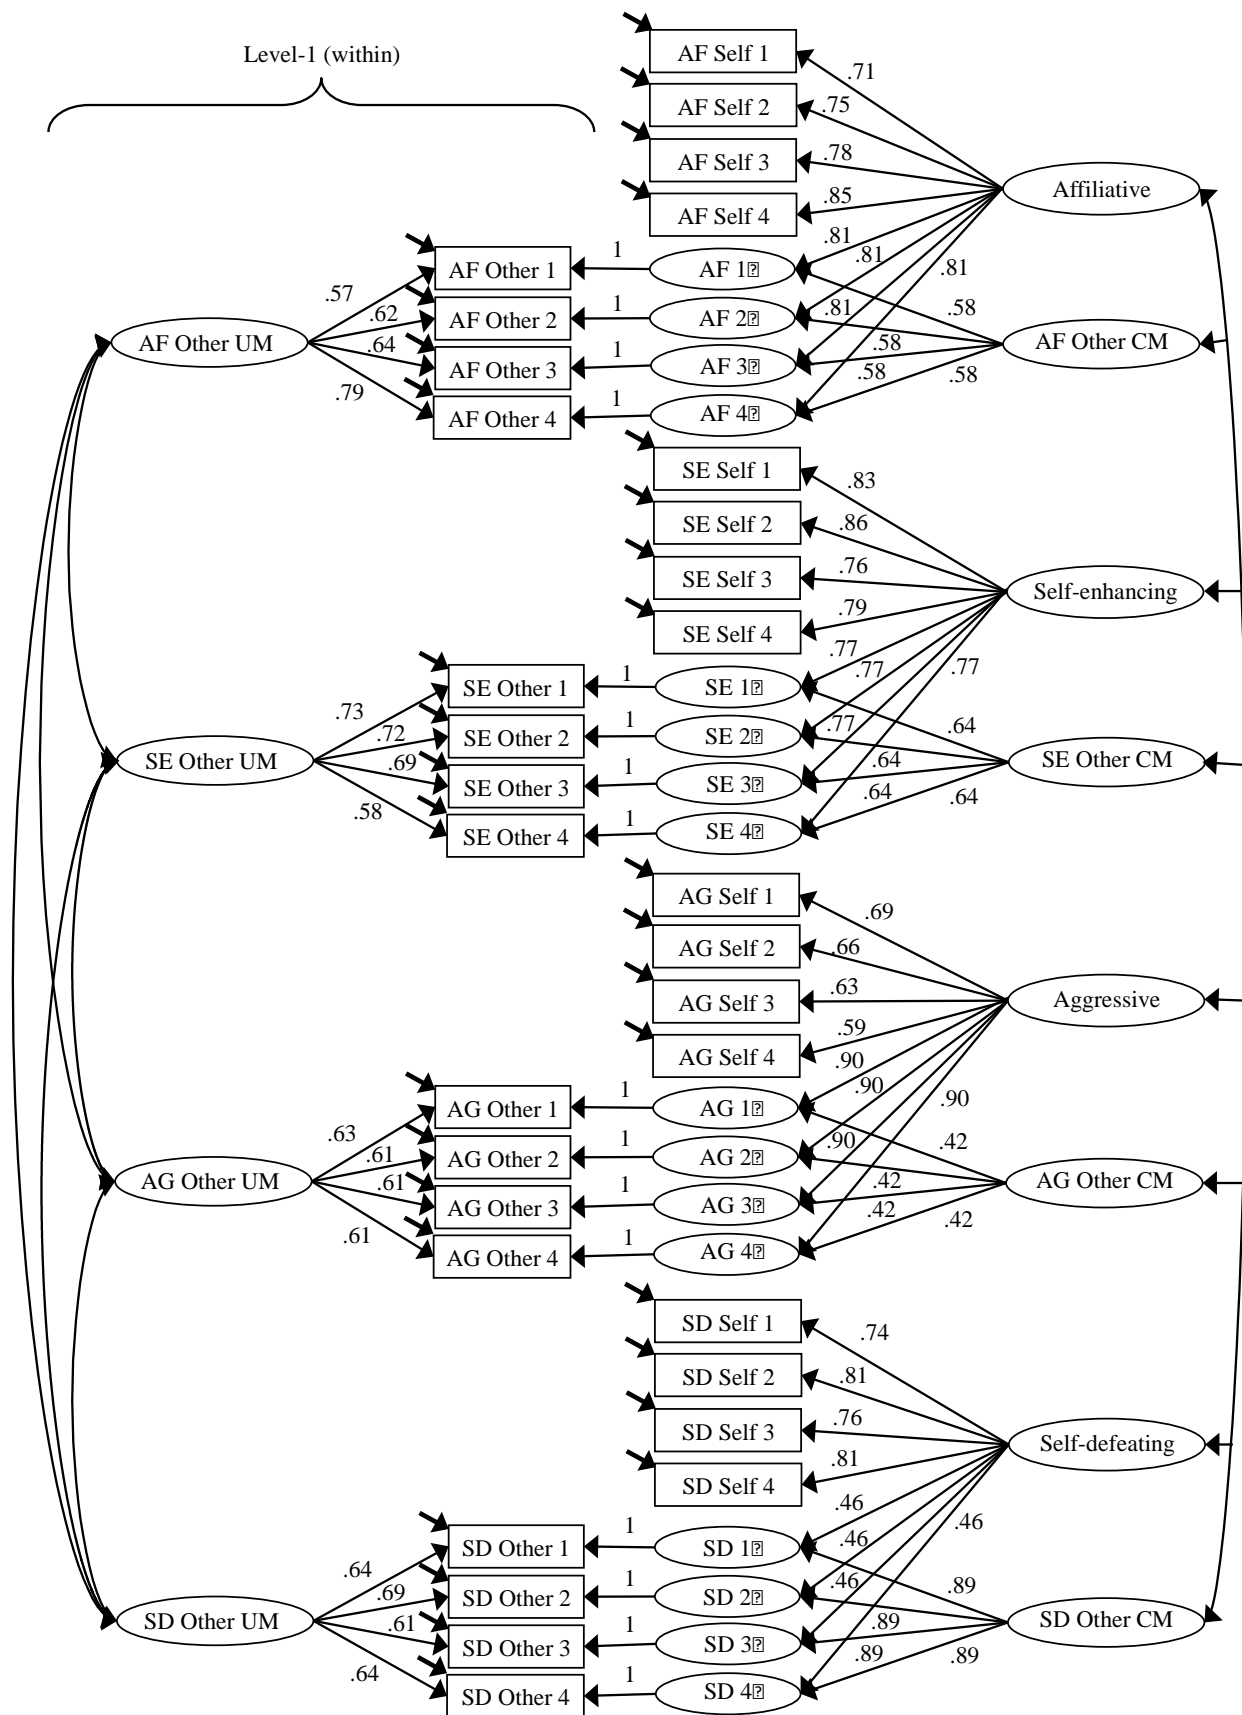 Level-1 (within)
AF Self 1
.71
AF Self 2
.75
AF Self 3
.78
Affiliative
AF Self 4
.85
.81
AF Other 1
1
AF 1
.81
.81
.57
AF Other 2
1
AF 2
.81
.58
.62
AF Other UM
AF Other CM
.64
AF Other 3
1
AF 3
.58
.79
.58
.58
AF Other 4
1
AF 4
SE Self 1
.83
SE Self 2
.86
SE Self 3
.76
Self-enhancing
SE Self 4
.79
.77
SE Other 1
1
SE 1
.77
.77
.73
SE Other 2
1
SE 2
.77
.64
.72
SE Other UM
SE Other CM
.69
SE Other 3
1
SE 3
.64
.58
.64
.64
SE Other 4
1
SE 4
AG Self 1
.69
AG Self 2
.66
AG Self 3
.63
Aggressive
AG Self 4
.59
.90
AG Other 1
1
AG 1
.90
.90
.63
AG Other 2
1
AG 2
.90
.42
.61
AG Other UM
AG Other CM
.61
AG Other 3
1
AG 3
.42
.61
.42
.42
AG Other 4
1
AG 4
SD Self 1
.74
SD Self 2
.81
SD Self 3
.76
Self-defeating
SD Self 4
.81
.46
SD Other 1
1
SD 1
.46
.46
.64
SD Other 2
1
SD 2
.46
.89
.69
SD Other UM
SD Other CM
.61
SD Other 3
1
SD 3
.89
.64
.89
.89
SD Other 4
1
SD 4